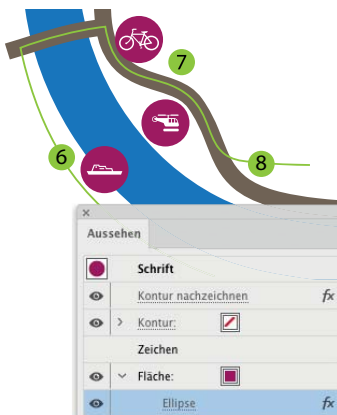 7
6
8
Aussehen
Schrift
Kontur nachzeichnen fx
Kontur:
Zeichen
Fläche:
Ellipse fx